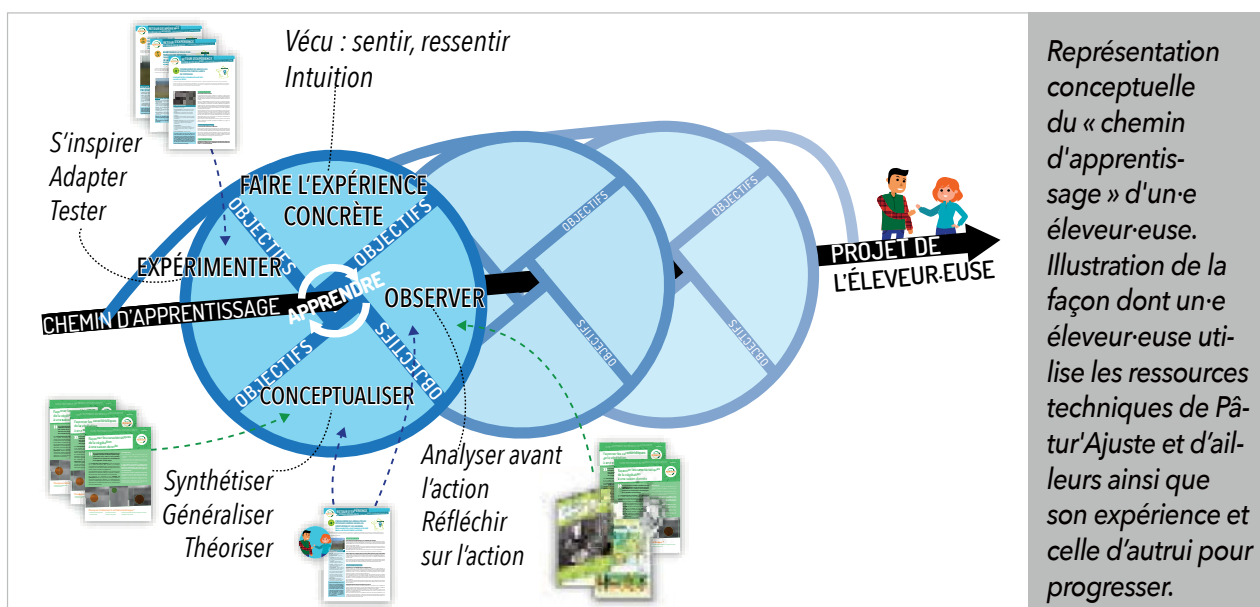 Vécu : sentir, ressentir
Intuition
S’inspirer
Adapter
Tester
FAIRE L’EXPÉRIENCE
CONCRÈTE
OBJECTIFS
OBJECTIFS
EXPÉRIMENTER
APPRENDRE
OBSERVER
CHEMIN D’APPRENTISSAGE
OBJECTIFS
OBJECTIFS
CONCEPTUALISER
OBJECTIFS
OBJECTIFS
OBJECTIFS
OBJECTIFS
PROJET DE
L’ÉLEVEUR·EUSE
Synthétiser
Généraliser
Théoriser
Analyser avant
l’action
Réfléchir
sur l’action
Représentation
conceptuelle
du « chemin
d'apprentis-
sage » d'un·e
éleveur·euse.
Illustration de la
façon dont un·e
éleveur·euse uti-
lise les ressources
techniques de Pâ-
tur'Ajuste et d’ail-
leurs ainsi que
son expérience et
celle d’autrui pour
progresser.